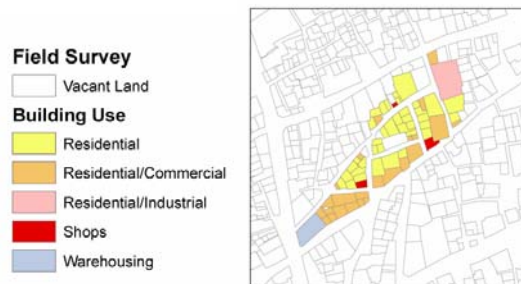 Field Survey
Vacant Land
Building Use
Residential
Residential/Commercial
Residential/Industrial
Shops
Warehousing